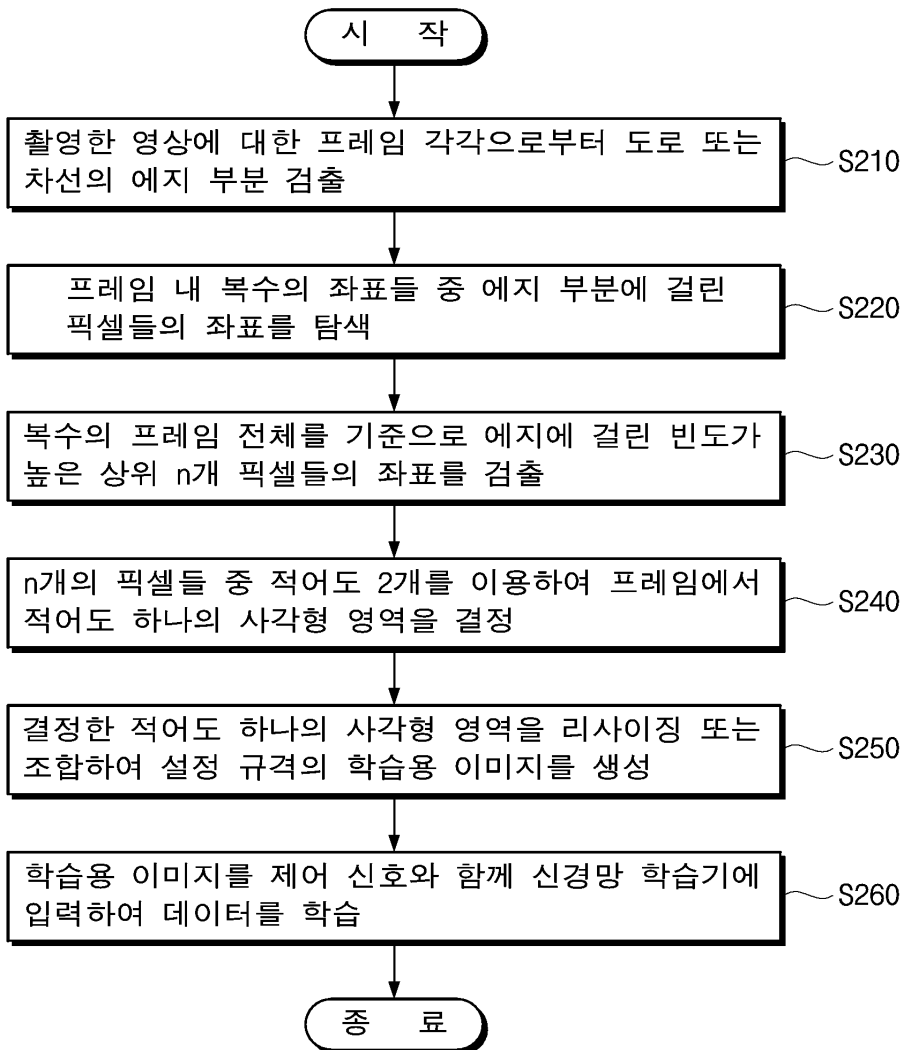 시 작
촬영한 영상에 대한 프레임 각각으로부터 도로 또는
차선의 에지 부분 검출
S210
프레임 내 복수의 좌표들 중 에지 부분에 걸린
픽셀들의 좌표를 탐색
S220
복수의 프레임 전체를 기준으로 에지에 걸린 빈도가
높은 상위 n개 픽셀들의 좌표를 검출
S230
n개의 픽셀들 중 적어도 2개를 이용하여 프레임에서
적어도 하나의 사각형 영역을 결정
S240
결정한 적어도 하나의 사각형 영역을 리사이징 또는
조합하여 설정 규격의 학습용 이미지를 생성
S250
학습용 이미지를 제어 신호와 함께 신경망 학습기에
입력하여 데이터를 학습
S260
종 료